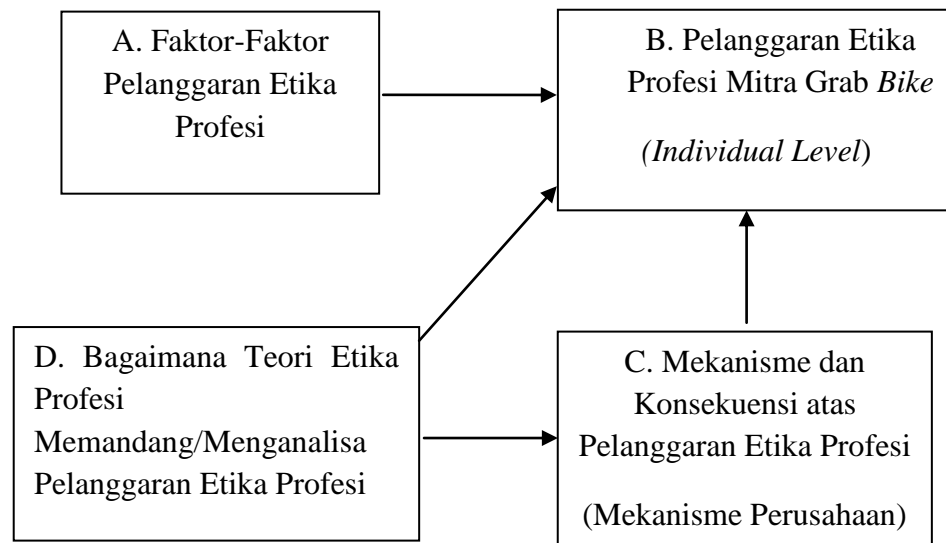 A. Faktor-Faktor
Pelanggaran Etika
Profesi
B. Pelanggaran Etika
Profesi Mitra Grab Bike
(Individual Level)
D. Bagaimana Teori Etika
Profesi
Memandang/Menganalisa
Pelanggaran Etika Profesi
C. Mekanisme dan
Konsekuensi atas
Pelanggaran Etika Profesi
(Mekanisme Perusahaan)